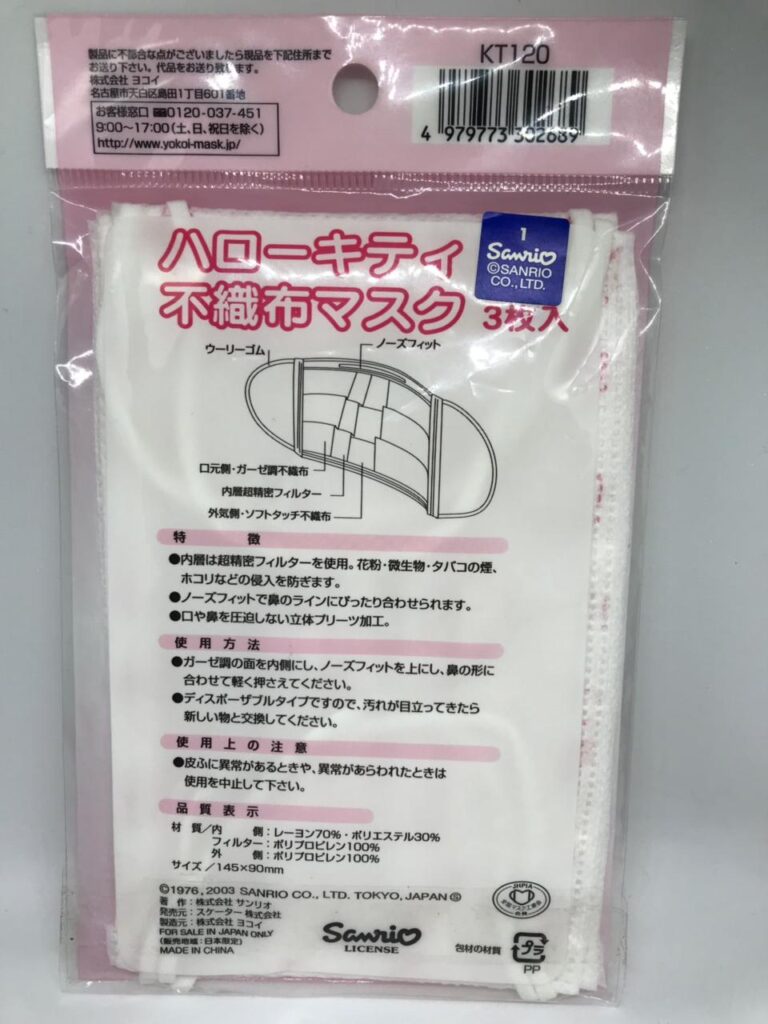 製品に不都合な点がございましたら現品を下記住所まで
お送り下さい。代品をお送り致します。
株式会社 ヨコイ
名古屋市天白区島田1丁目601番地
お客様窓口 0120-037-451
9:00〜17:00(土、日、祝日を除く)
http://www.yokoi-mask.jp/
KT120
4 979773 302689
ハローキティ
不織布マスク 3枚入
1
Sanrio
©SANRIO
CO.,LTD.
ウーリーゴム
ノーズフィット
口元側・ガーゼ調不織布
内層超精密フィルター
外気側・ソフトタッチ不織布
特徴
●内層は超精密フィルターを使用。花粉・微生物・タバコの煙、
ホコリなどの侵入を防ぎます。
●ノーズフィットで鼻のラインにぴったり合わせられます。
●口や鼻を圧迫しない立体プリーツ加工。
使用方法
●ガーゼ調の面を内側にし、ノーズフィットを上にし、鼻の形に
合わせて軽く押さえてください。
●ディスポーザブルタイプですので、汚れが目立ってきたら
新しい物と交換してください。
使用上の注意
●皮ふに異常があるときや、異常があらわれたときは
使用を中止して下さい。
品質表示
材質/内側:レーヨン70%・ポリエステル30%
フィルター:ポリプロピレン100%
外側:ポリプロピレン100%
サイズ/145×90mm
©1976, 2003 SANRIO CO., LTD. TOKYO, JAPAN Ⓢ
著作:株式会社 サンリオ
発売元:スケーター 株式会社
製造元:株式会社 ヨコイ
FOR SALE IN JAPAN ONLY
(販売地域:日本限定)
MADE IN CHINA
Sanrio
LICENSE
JHPIA
包材の材質
プラ
PP